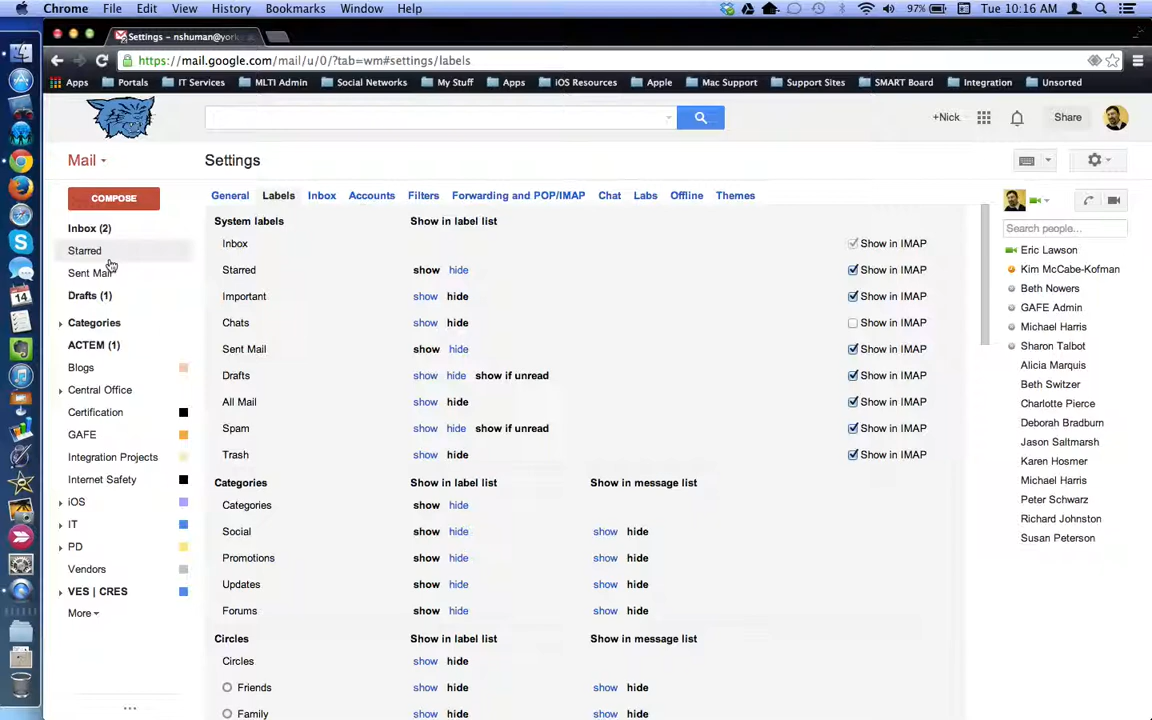 Chrome File Edit View History Bookmarks Window Help 97% Tue 10:16 AM
Settings – nshuman@yor
https://mail.google.com/mail/u/0/?tab=wm#settings/labels
Apps Portals IT Services MLTI Admin Social Networks My Stuff Apps iOS Resources Apple Mac Support Support Sites SMART Board Integration Unsorted
+Nick Share
Mail Settings
COMPOSE
Inbox (2)
Starred
Sent Mail
Drafts (1)
Categories
ACTEM (1)
Blogs
Central Office
Certification
GAFE
Integration Projects
Internet Safety
iOS
IT
PD
Vendors
VES | CRES
More
General Labels Inbox Accounts Filters Forwarding and POP/IMAP Chat Labs Offline Themes
System labels Show in label list
Inbox Show in IMAP
Starred show hide Show in IMAP
Important show hide Show in IMAP
Chats show hide Show in IMAP
Sent Mail show hide Show in IMAP
Drafts show hide show if unread Show in IMAP
All Mail show hide Show in IMAP
Spam show hide show if unread Show in IMAP
Trash show hide Show in IMAP
Categories Show in label list Show in message list
Categories show hide
Social show hide show hide
Promotions show hide show hide
Updates show hide show hide
Forums show hide show hide
Circles Show in label list Show in message list
Circles show hide
Friends show hide show hide
Family show hide show hide
Search people...
Eric Lawson
Kim McCabe-Kofman
Beth Nowers
GAFE Admin
Michael Harris
Sharon Talbot
Alicia Marquis
Beth Switzer
Charlotte Pierce
Deborah Bradburn
Jason Saltmarsh
Karen Hosmer
Michael Harris
Peter Schwarz
Richard Johnston
Susan Peterson